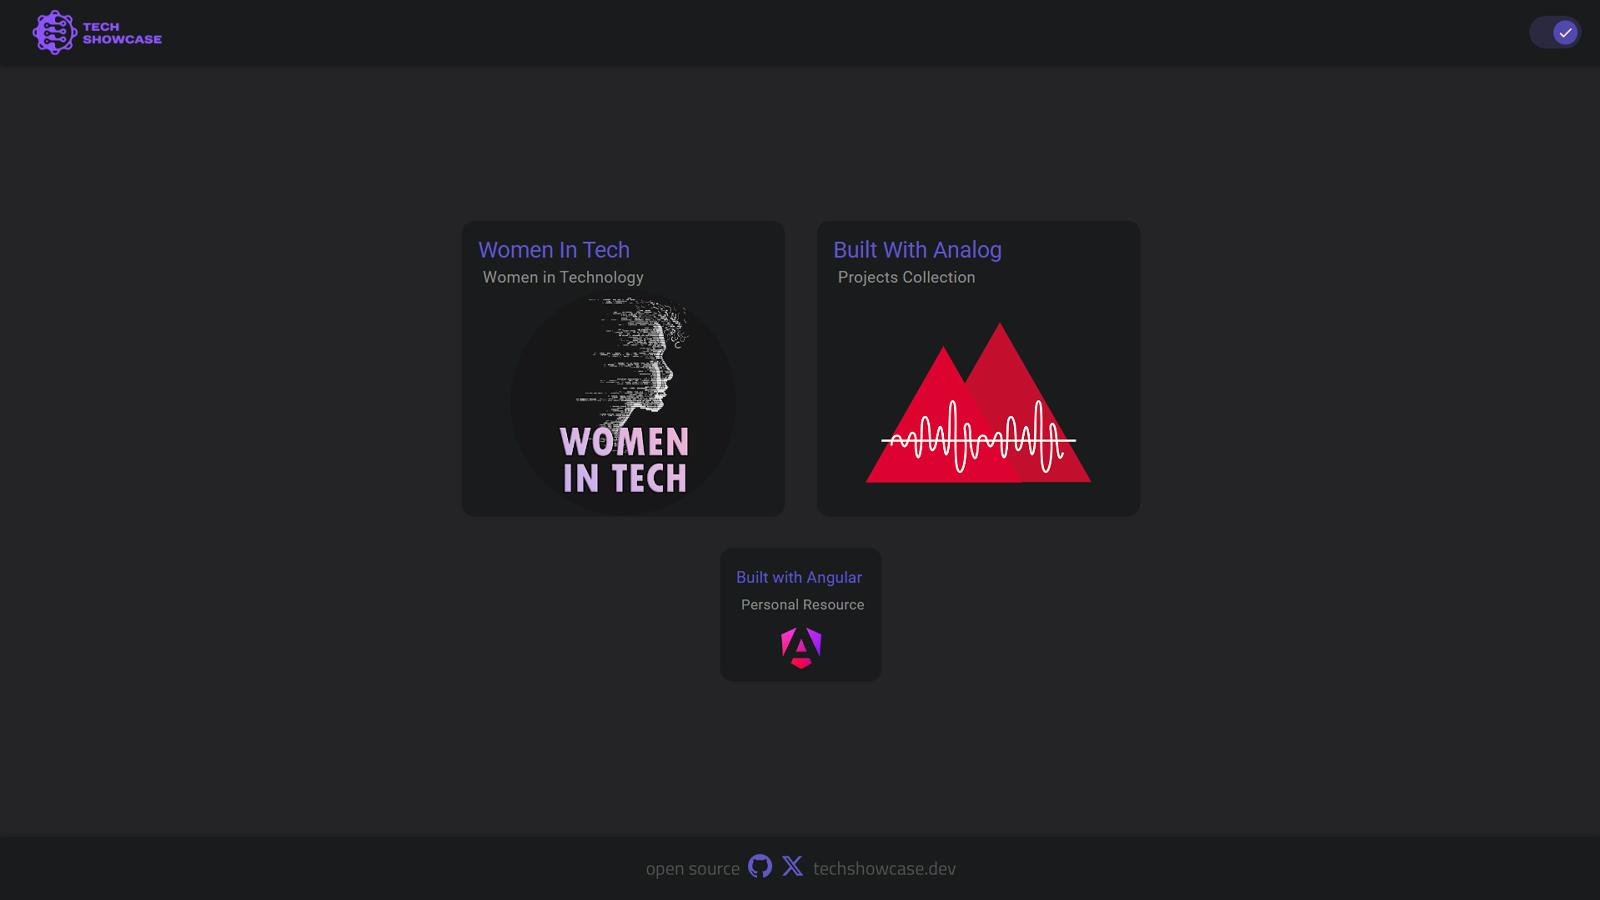 TECH
SHOWCASE
Women In Tech
Women in Technology
WOMEN
IN TECH
Built With Analog
Projects Collection
Built with Angular
Personal Resource
open source techshowcase.dev